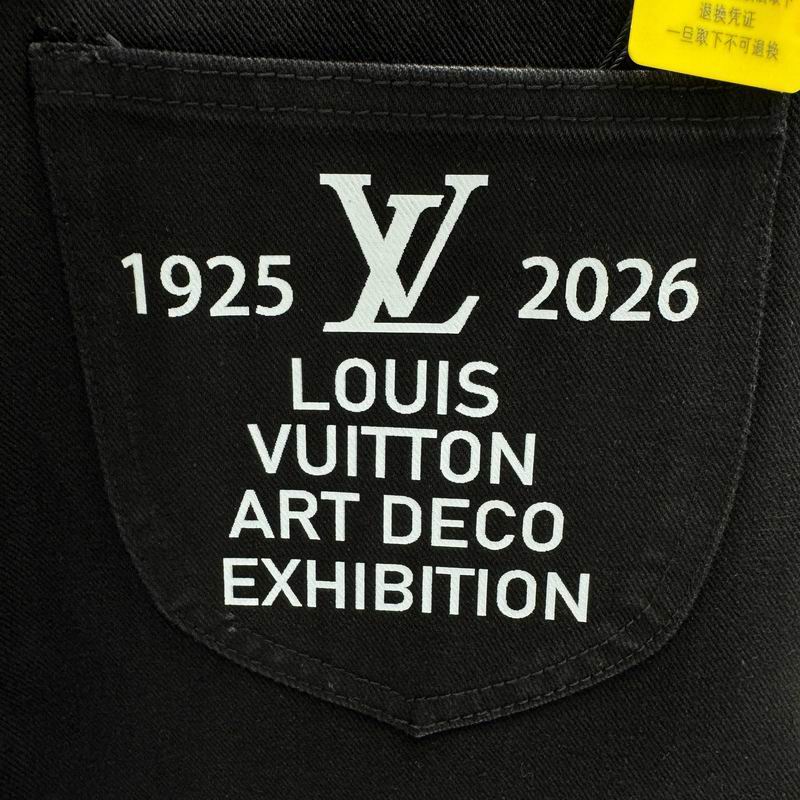 退换凭证
一旦取下不可退换
LV
1925 2026
LOUIS
VUITTON
ART DECO
EXHIBITION